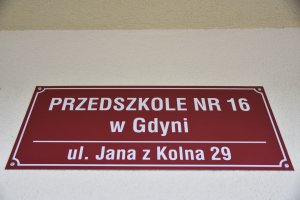 PRZEDSZKOLE NR 16
w Gdyni
ul. Jana z Kolna 29